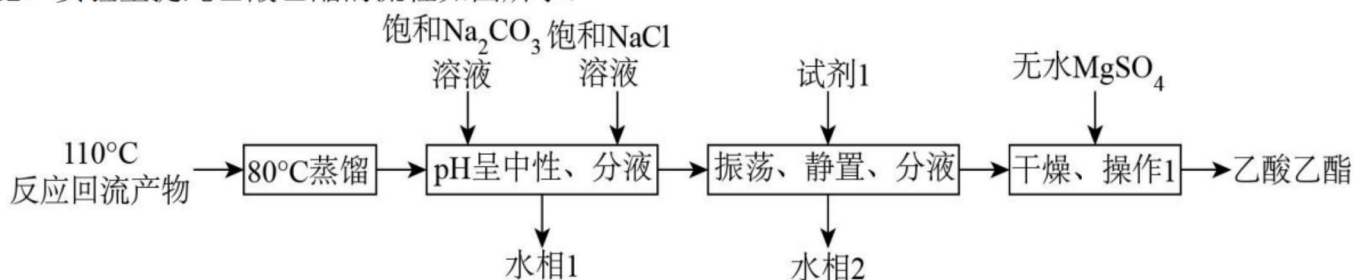 饱和Na₂CO₃ 饱和NaCl
溶液 溶液 试剂1 无水MgSO₄
110°C
反应回流产物
80°C蒸馏 pH呈中性、分液 振荡、静置、分液 干燥、操作1 乙酸乙酯
水相1 水相2